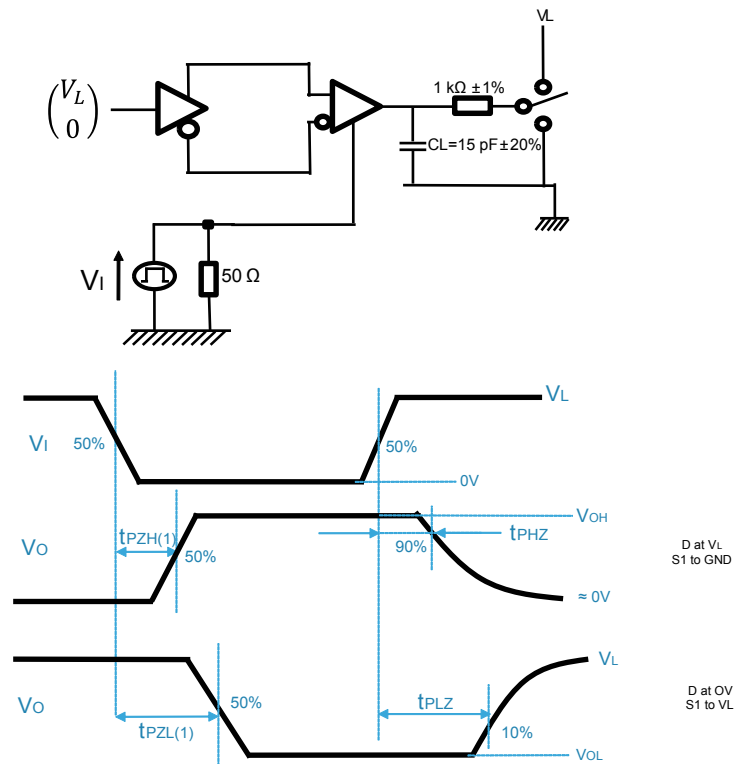 VL
1 kΩ ±1%
(V_L
0)
CL=15 pF±20%
VI
50 Ω
VL
VI
50%
50%
0V
VOH
tPZH(1)
tPHZ
VO
50%
90%
D at VL
S1 to GND
≈ 0V
VL
VO
50%
tPLZ
D at OV
S1 to VL
tPZL(1)
10%
VOL